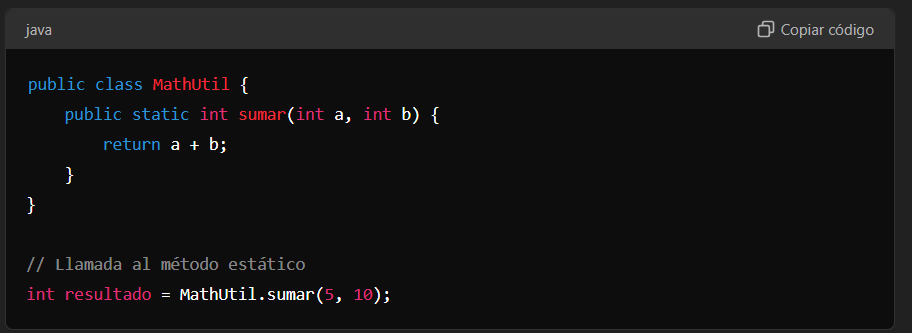 java
Copiar código
public class MathUtil {
    public static int sumar(int a, int b) {
        return a + b;
    }
}

// Llamada al método estático
int resultado = MathUtil.sumar(5, 10);